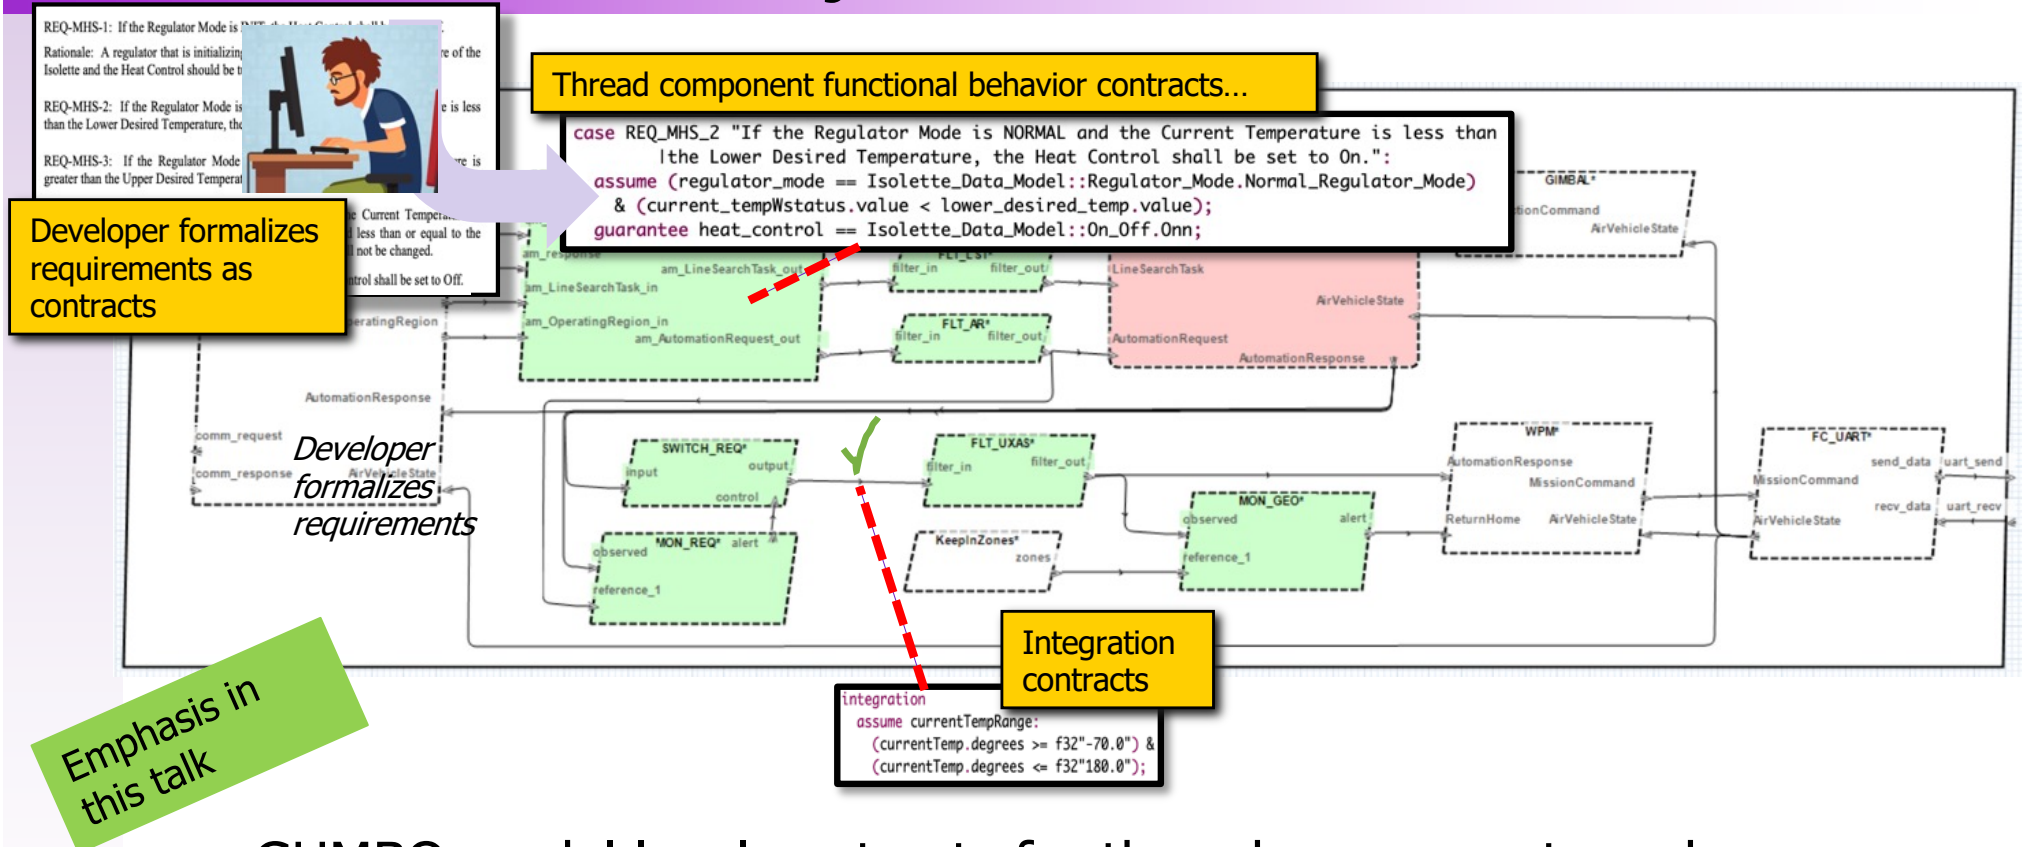 REQ-MHS-1: If the Regulator Mode is
Rationale: A regulator that is initializing re of the
Isolette and the Heat Control should be
REQ-MHS-2: If the Regulator Mode is e is less
than the Lower Desired Temperature, the
REQ-MHS-3: If the Regulator Mode is
greater than the Upper Desired
Current
less than or equal to the
not be changed.
shall be set to Off.
Developer formalizes
requirements as
contracts
Thread component functional behavior contracts...
case REQ_MHS_2 "If the Regulator Mode is NORMAL and the Current Temperature is less than
|the Lower Desired Temperature, the Heat Control shall be set to On.":
assume (regulator_mode == Isolette_Data_Model::Regulator_Mode.Normal_Regulator_Mode)
& (current_tempWstatus.value < lower_desired_temp.value);
guarantee heat_control == Isolette_Data_Model::On_Off.Onn;
GIMBAL*
AirVehicleState
am_response
am_LineSearchTask_out
am_LineSearchTask_in
am_OperatingRegion_in
am_AutomationRequest_out
FLT_LST*
filter_in filter_out
FLT_AR*
filter_in filter_out
LineSearchTask
AirVehicleState
AutomationRequest
AutomationResponse
AutomationResponse
comm_request
comm_response AirVehicleState
Developer
formalizes
requirements
SWITCH_REQ*
input output
control
MON_REQ* alert
observed
reference_1
FLT_UXAS*
filter_in filter_out
KeepInZones*
zones
MON_GEO*
observed alert
reference_1
WPM*
AutomationResponse
MissionCommand
ReturnHome AirVehicleState
FC_UART*
send_data uart_send
MissionCommand
recv_data uart_recv
AirVehicleState
Integration
contracts
integration
assume currentTempRange:
(currentTemp.degrees >= f32"-70.0") &
(currentTemp.degrees <= f32"180.0");
Emphasis in
this talk